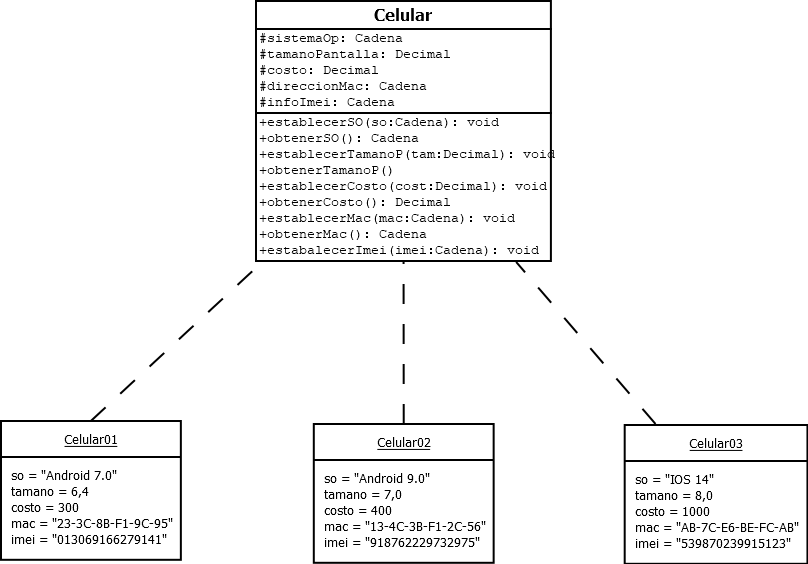 Celular
#sistemaOp: Cadena
#tamanoPantalla: Decimal
#costo: Decimal
#direccionMac: Cadena
#infoImei: Cadena
+establecerSO(so:Cadena): void
+obtenerSO(): Cadena
+establecerTamanoP(tam:Decimal): void
+obtenerTamanoP()
+establecerCosto(cost:Decimal): void
+obtenerCosto(): Decimal
+establecerMac(mac:Cadena): void
+obtenerMac(): Cadena
+estabalecerImei(imei:Cadena): void
Celular01
so = "Android 7.0"
tamano = 6,4
costo = 300
mac = "23-3C-8B-F1-9C-95"
imei = "013069166279141"
Celular02
so = "Android 9.0"
tamano = 7,0
costo = 400
mac = "13-4C-3B-F1-2C-56"
imei = "918762229732975"
Celular03
so = "IOS 14"
tamano = 8,0
costo = 1000
mac = "AB-7C-E6-BE-FC-AB"
imei = "539870239915123"